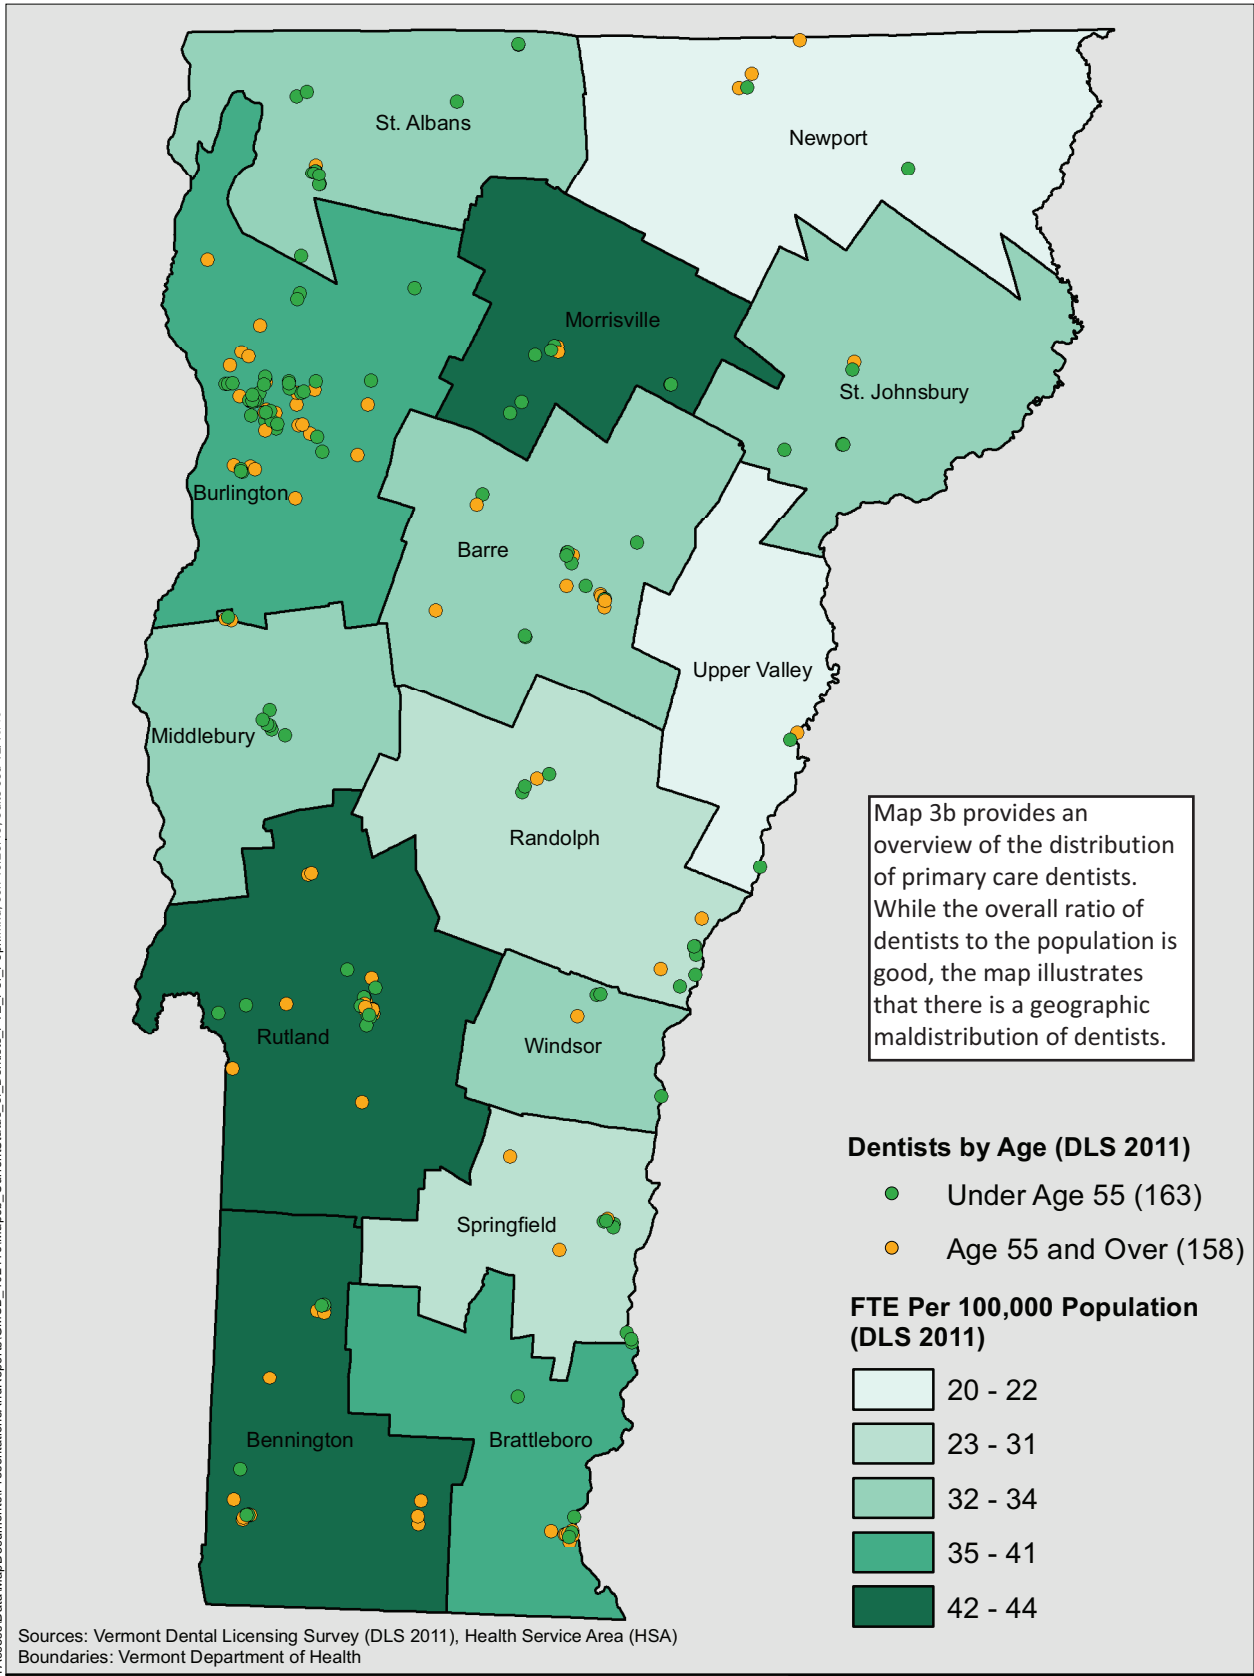 St. Albans
Newport
Morrisville
St. Johnsbury
Burlington
Barre
Upper Valley
Middlebury
Randolph
Map 3b provides an
overview of the distribution
of primary care dentists.
While the overall ratio of
dentists to the population is
good, the map illustrates
that there is a geographic
maldistribution of dentists.
Rutland
Windsor
Springfield
Bennington
Brattleboro
Dentists by Age (DLS 2011)
Under Age 55 (163)
Age 55 and Over (158)
FTE Per 100,000 Population
(DLS 2011)
20 - 22
23 - 31
32 - 34
35 - 41
42 - 44
Sources: Vermont Dental Licensing Survey (DLS 2011), Health Service Area (HSA)
Boundaries: Vermont Department of Health